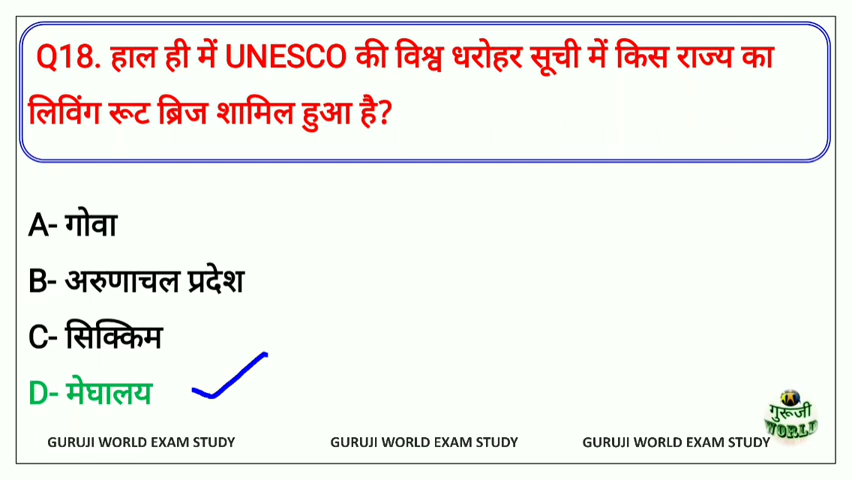 Q18. हाल ही में UNESCO की विश्व धरोहर सूची में किस राज्य का
लिविंग रूट ब्रिज शामिल हुआ है?
A- गोवा
B- अरुणाचल प्रदेश
C- सिक्किम
D- मेघालय
गुरूजी
WORLD
GURUJI WORLD EXAM STUDY GURUJI WORLD EXAM STUDY GURUJI WORLD EXAM STUDY